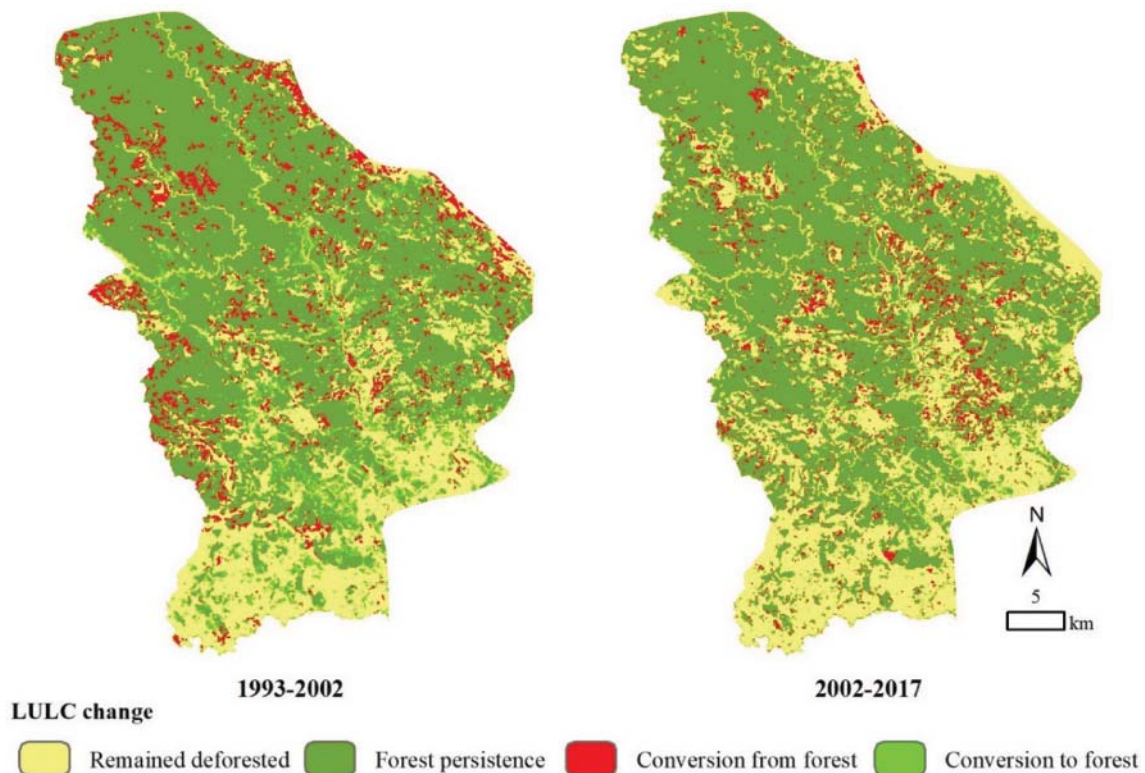 N
5
km
1993-2002
2002-2017
LULC change
Remained deforested
Forest persistence
Conversion from forest
Conversion to forest